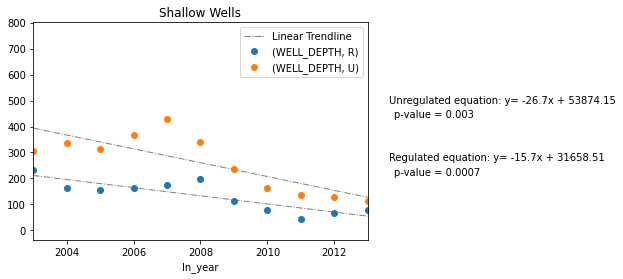 Shallow Wells
800
700
600
500
400
300
200
100
0
Linear Trendline
(WELL_DEPTH, R)
(WELL_DEPTH, U)
Unregulated equation: y= -26.7x + 53874.15
p-value = 0.003
Regulated equation: y= -15.7x + 31658.51
p-value = 0.0007
2004 2006 2008 2010 2012
ln_year